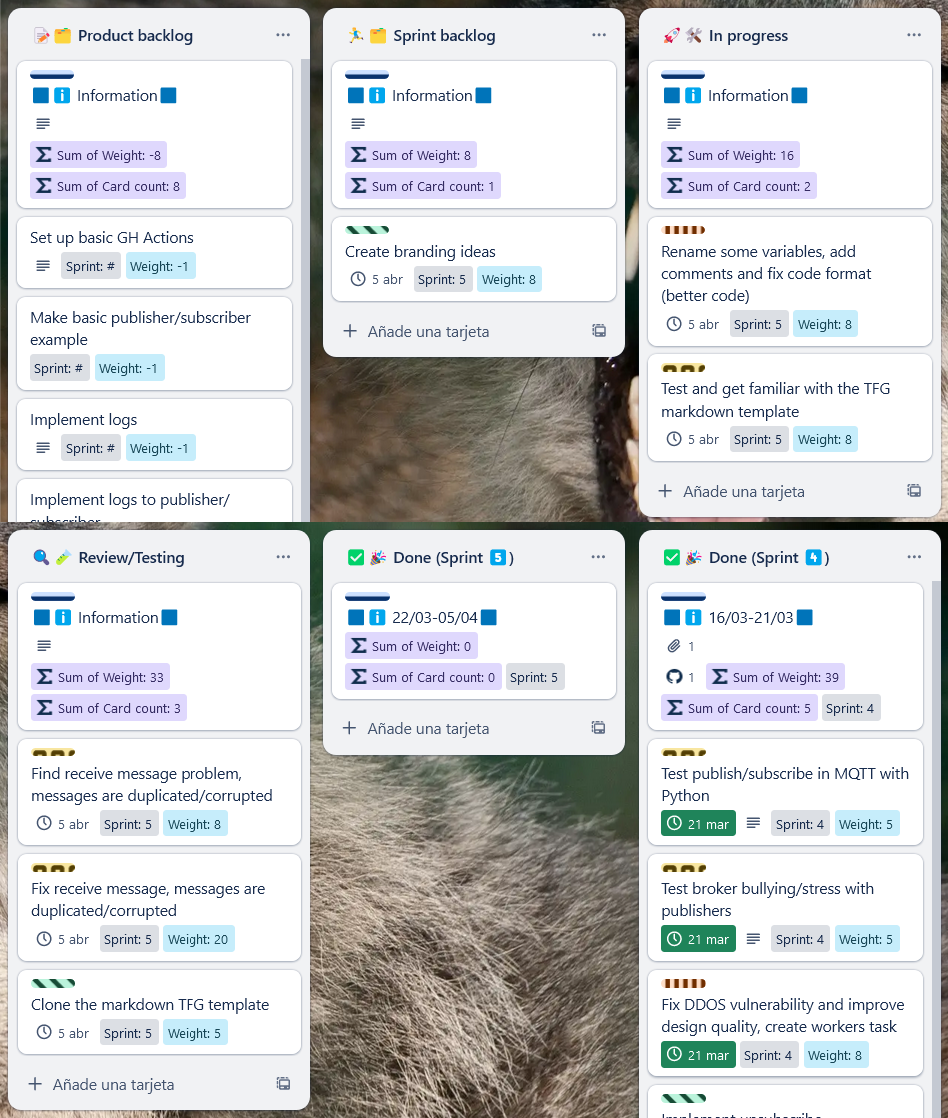 Product backlog
Information
Sum of Weight: -8
Sum of Card count: 8
Set up basic GH Actions
Sprint: # Weight: -1
Make basic publisher/subscriber
example
Sprint: # Weight: -1
Implement logs
Sprint: # Weight: -1
Implement logs to publisher/
subscriber
Sprint backlog
Information
Sum of Weight: 8
Sum of Card count: 1
Create branding ideas
5 abr Sprint: 5 Weight: 8
Añade una tarjeta
In progress
Information
Sum of Weight: 16
Sum of Card count: 2
Rename some variables, add
comments and fix code format
(better code)
5 abr Sprint: 5 Weight: 8
Test and get familiar with the TFG
markdown template
5 abr Sprint: 5 Weight: 8
Añade una tarjeta
Review/Testing
Information
Sum of Weight: 33
Sum of Card count: 3
Find receive message problem,
messages are duplicated/corrupted
5 abr Sprint: 5 Weight: 8
Fix receive message, messages are
duplicated/corrupted
5 abr Sprint: 5 Weight: 20
Clone the markdown TFG template
5 abr Sprint: 5 Weight: 5
Añade una tarjeta
Done (Sprint 5)
22/03-05/04
Sum of Weight: 0
Sum of Card count: 0 Sprint: 5
Añade una tarjeta
Done (Sprint 4)
16/03-21/03
1
1 Sum of Weight: 39
Sum of Card count: 5 Sprint: 4
Test publish/subscribe in MQTT with
Python
21 mar Sprint: 4 Weight: 5
Test broker bullying/stress with
publishers
21 mar Sprint: 4 Weight: 5
Fix DDOS vulnerability and improve
design quality, create workers task
21 mar Sprint: 4 Weight: 8
Implement unsubscribe